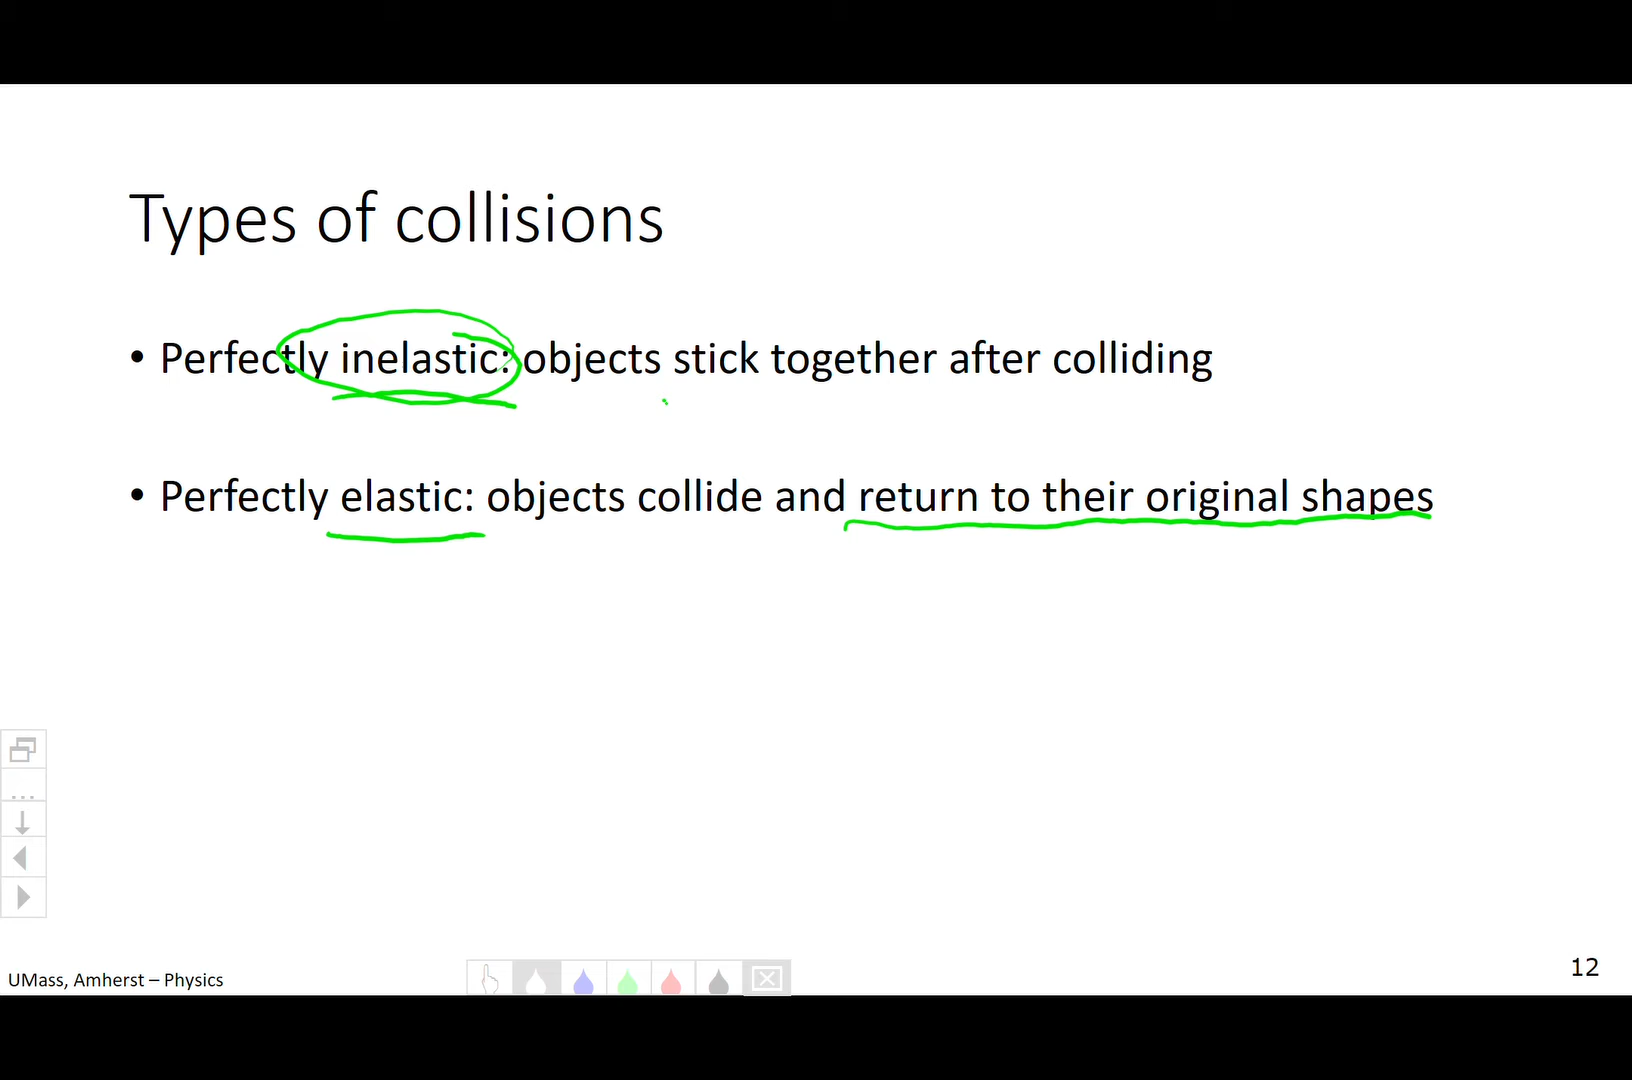 Types of collisions
• Perfectly inelastic: objects stick together after colliding
• Perfectly elastic: objects collide and return to their original shapes
...
UMass, Amherst – Physics
12